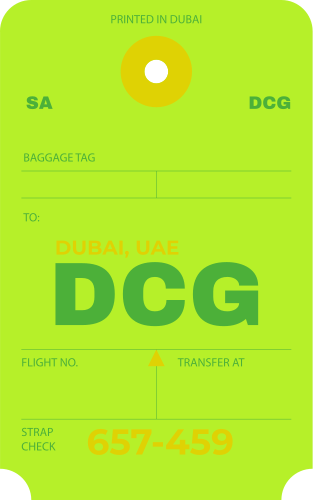 PRINTED IN DUBAI
SA DCG
BAGGAGE TAG
TO:
DUBAI, UAE
DCG
FLIGHT NO. TRANSFER AT
STRAP
CHECK 657-459